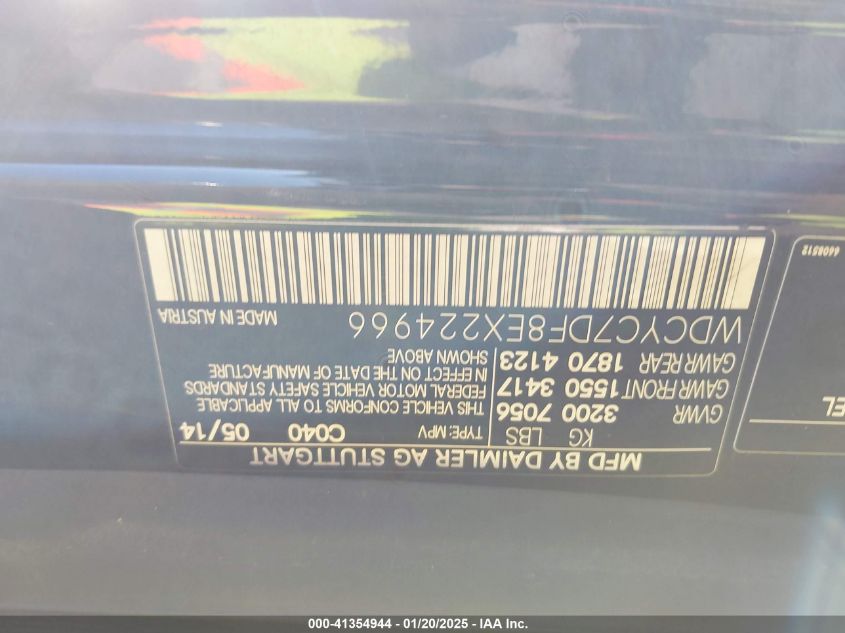 MFD BY DAIMLER AG STUTTGART
KG LBS TYPE: MPV C040 05/14
GVWR 3200 7056 THIS VEHICLE CONFORMS TO ALL APPLICABLE
GAWR FRONT 1550 3417 FEDERAL MOTOR VEHICLE SAFETY STANDARDS
GAWR REAR 1870 4123 IN EFFECT ON THE DATE OF MANUFACTURE
SHOWN ABOVE
WDCYC7DF8EX224966 MADE IN AUSTRIA
EL
6608512
000-41354944 — 01/20/2025 - IAA Inc.